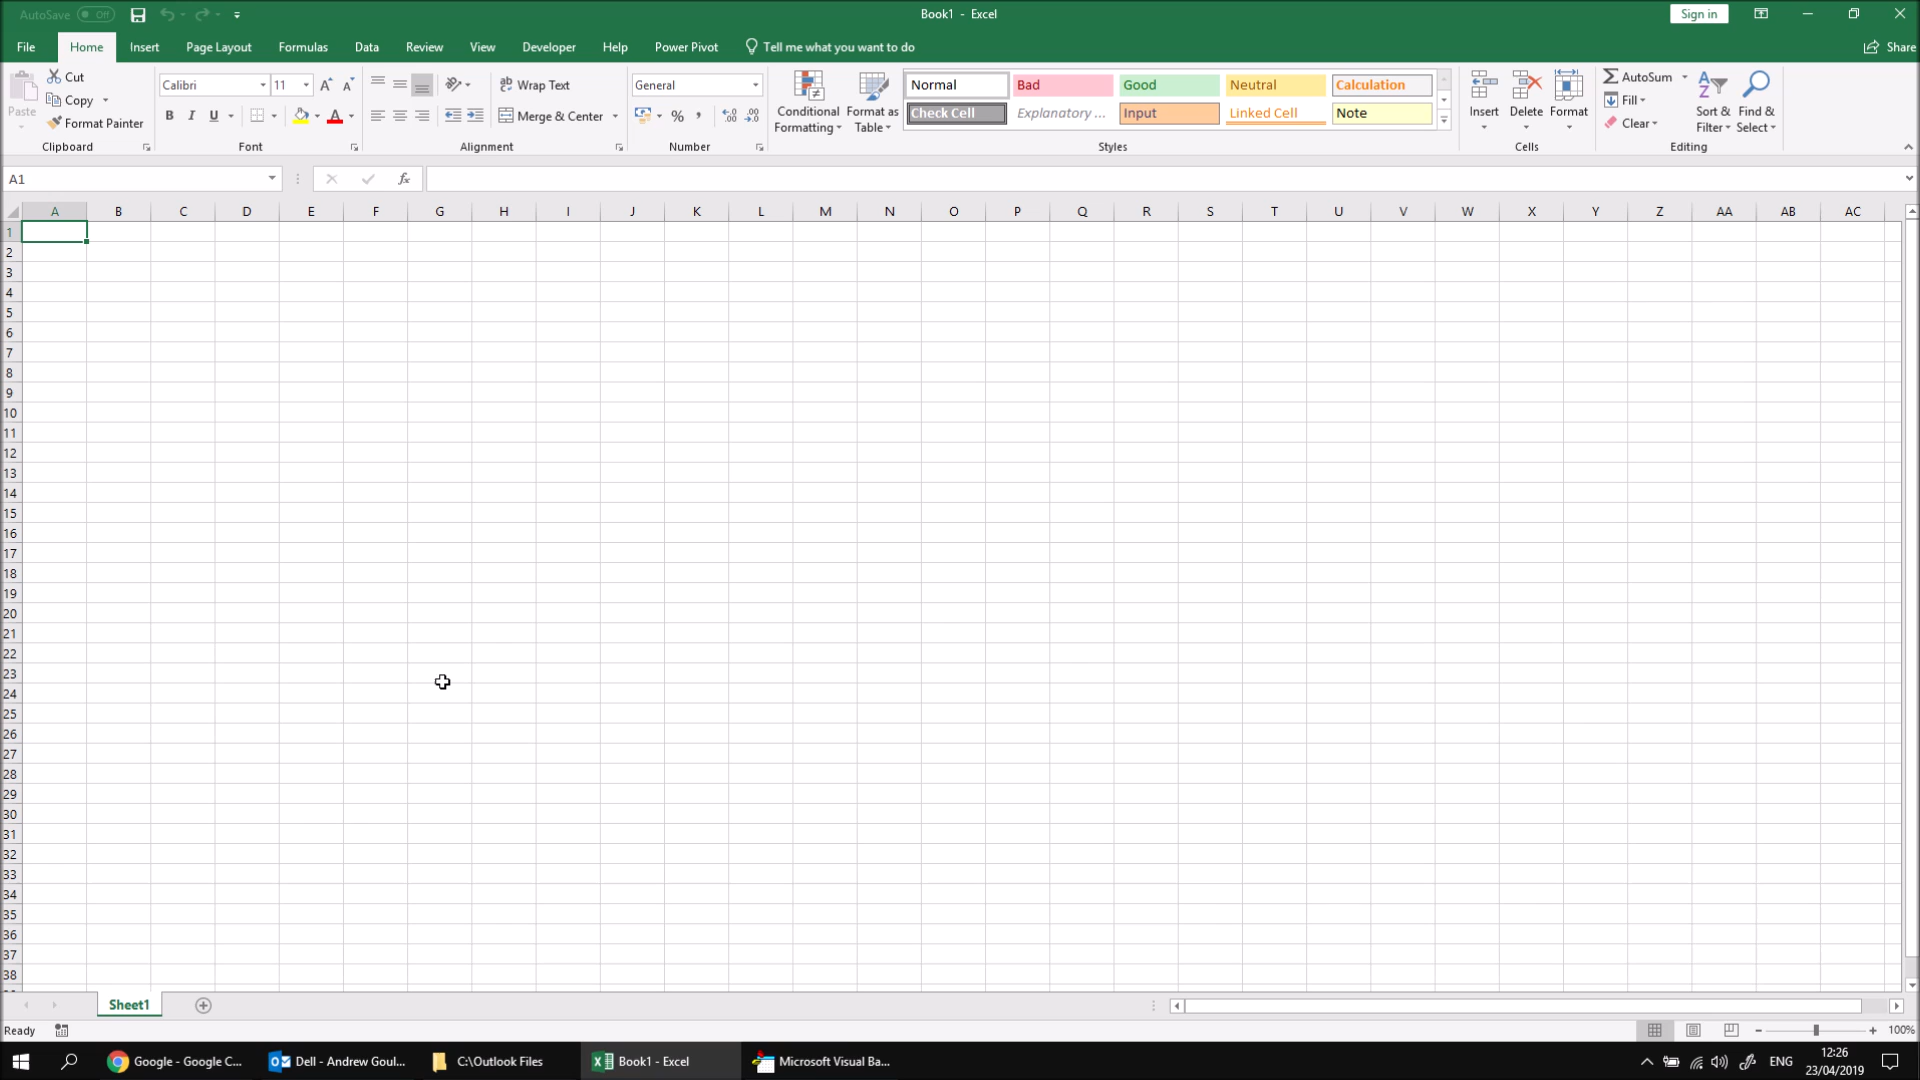 AutoSave Off
Book1 - Excel
Sign in
File Home Insert Page Layout Formulas Data Review View Developer Help Power Pivot Tell me what you want to do Share
Paste
Cut
Copy
Format Painter
Clipboard
Calibri 11
B I U
Font
Wrap Text
Merge & Center
Alignment
General
%
Number
Conditional Formatting
Format as Table
Normal Bad Good Neutral Calculation
Check Cell Explanatory ... Input Linked Cell Note
Styles
Insert Delete Format
Cells
AutoSum
Fill
Clear
Sort & Filter
Find & Select
Editing
A1
fx
A B C D E F G H I J K L M N O P Q R S T U V W X Y Z AA AB AC
1
2
3
4
5
6
7
8
9
10
11
12
13
14
15
16
17
18
19
20
21
22
23
24
25
26
27
28
29
30
31
32
33
34
35
36
37
38
Sheet1
Ready
100%
Google - Google C...
Dell - Andrew Goul...
C:\Outlook Files
Book1 - Excel
Microsoft Visual Ba...
ENG
12:26
23/04/2019